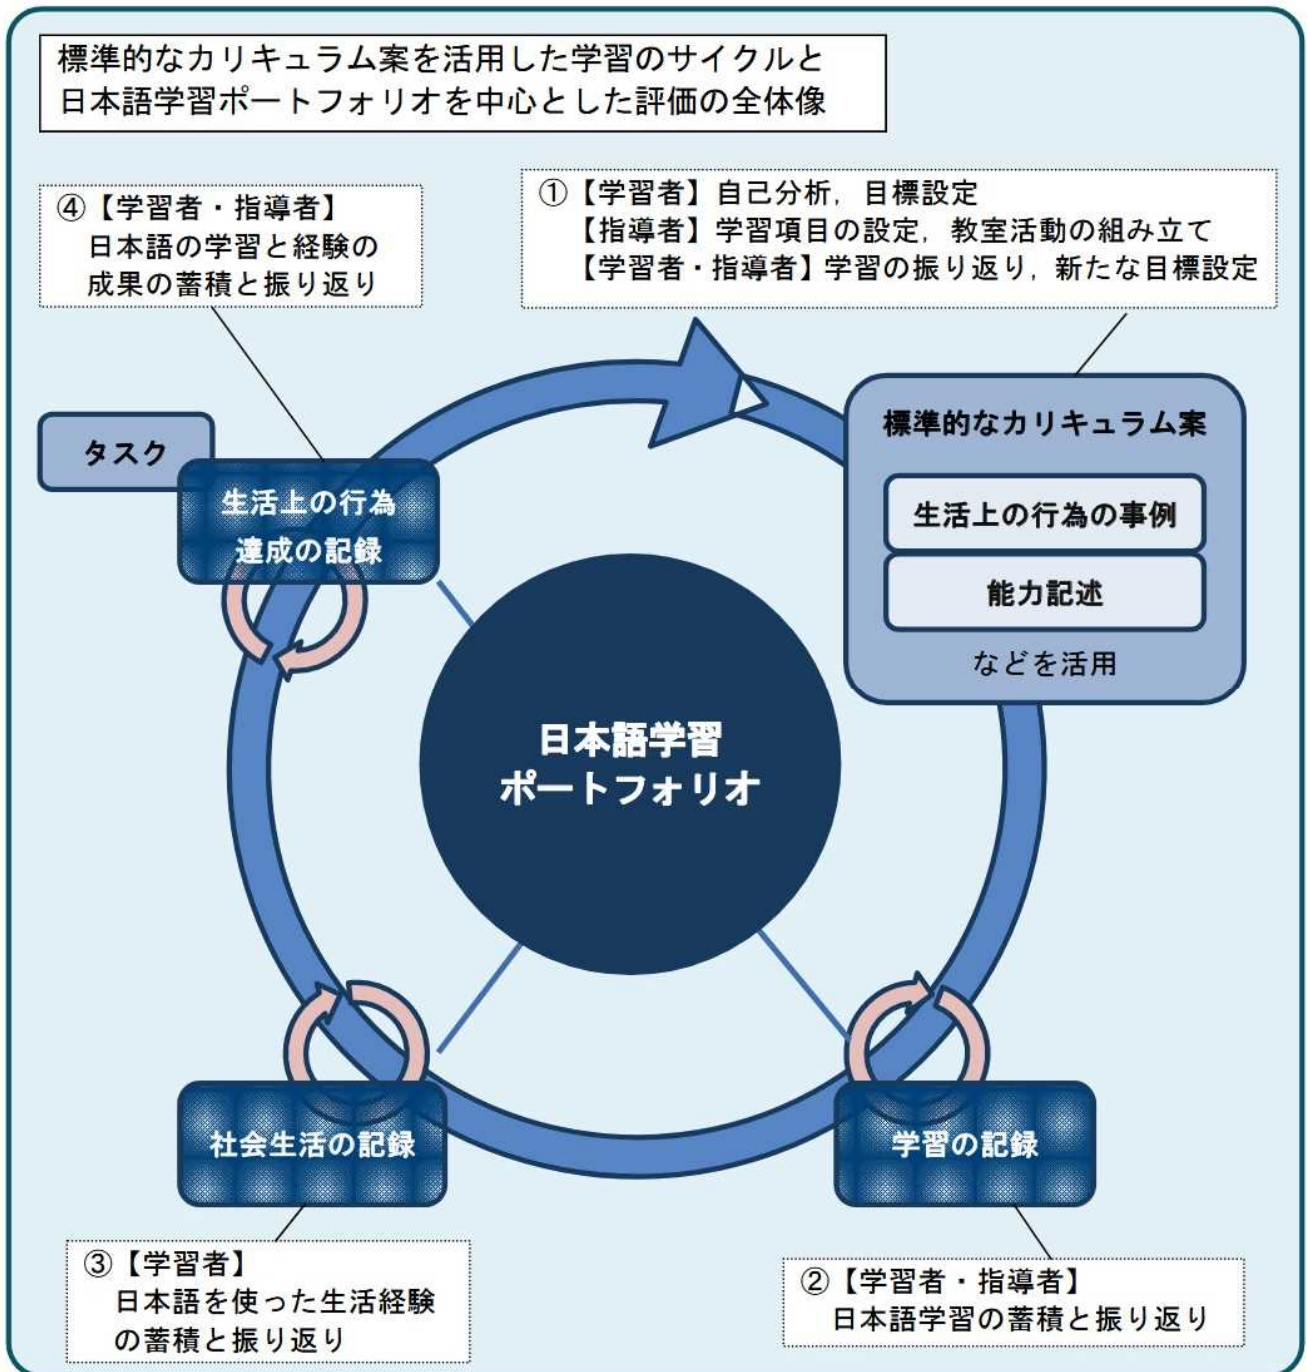 標準的なカリキュラム案を活用した学習のサイクルと
日本語学習ポートフォリオを中心とした評価の全体像
①【学習者】自己分析，目標設定
【指導者】学習項目の設定，教室活動の組み立て
【学習者・指導者】学習の振り返り，新たな目標設定
④【学習者・指導者】
日本語の学習と経験の
成果の蓄積と振り返り
標準的なカリキュラム案
生活上の行為の事例
能力記述
などを活用
タスク
生活上の行為
達成の記録
日本語学習
ポートフォリオ
社会生活の記録
学習の記録
③【学習者】
日本語を使った生活経験
の蓄積と振り返り
②【学習者・指導者】
日本語学習の蓄積と振り返り